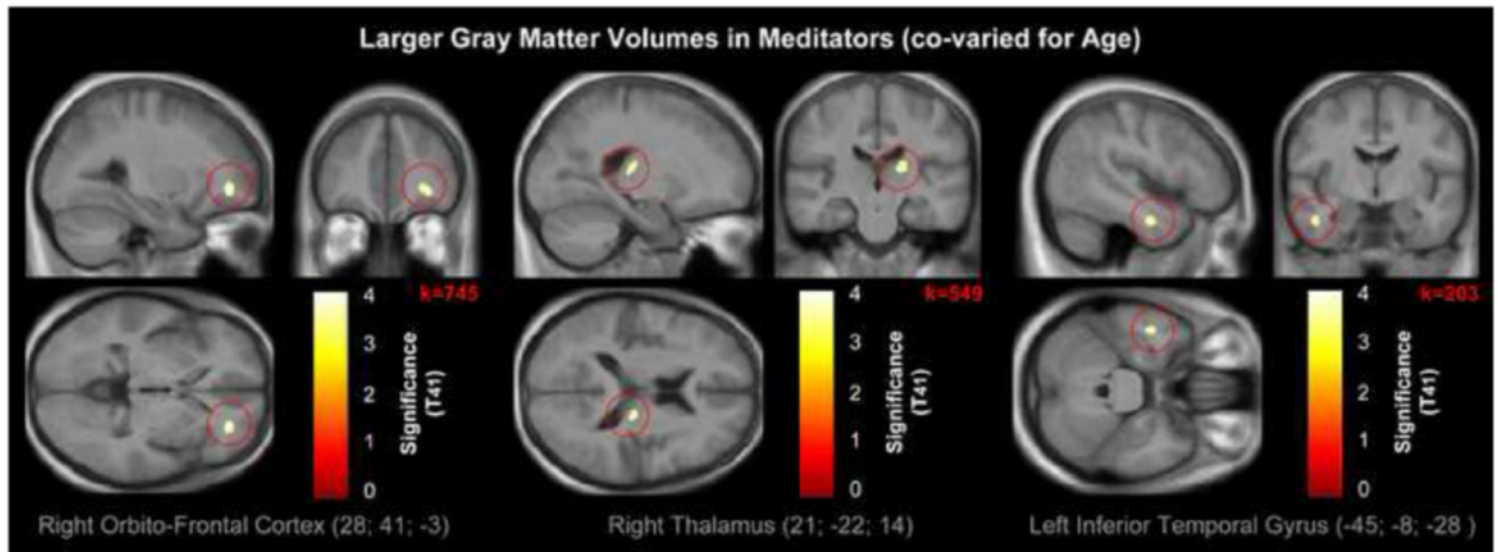 Larger Gray Matter Volumes in Meditators (co-varied for Age)
k=745
4
3
2
1
0
Significance
(T41)
Right Orbito-Frontal Cortex (28; 41; -3)
k=549
4
3
2
1
0
Significance
(T41)
Right Thalamus (21; -22; 14)
k=203
4
3
2
1
0
Significance
(T41)
Left Inferior Temporal Gyrus (-45; -8; -28 )